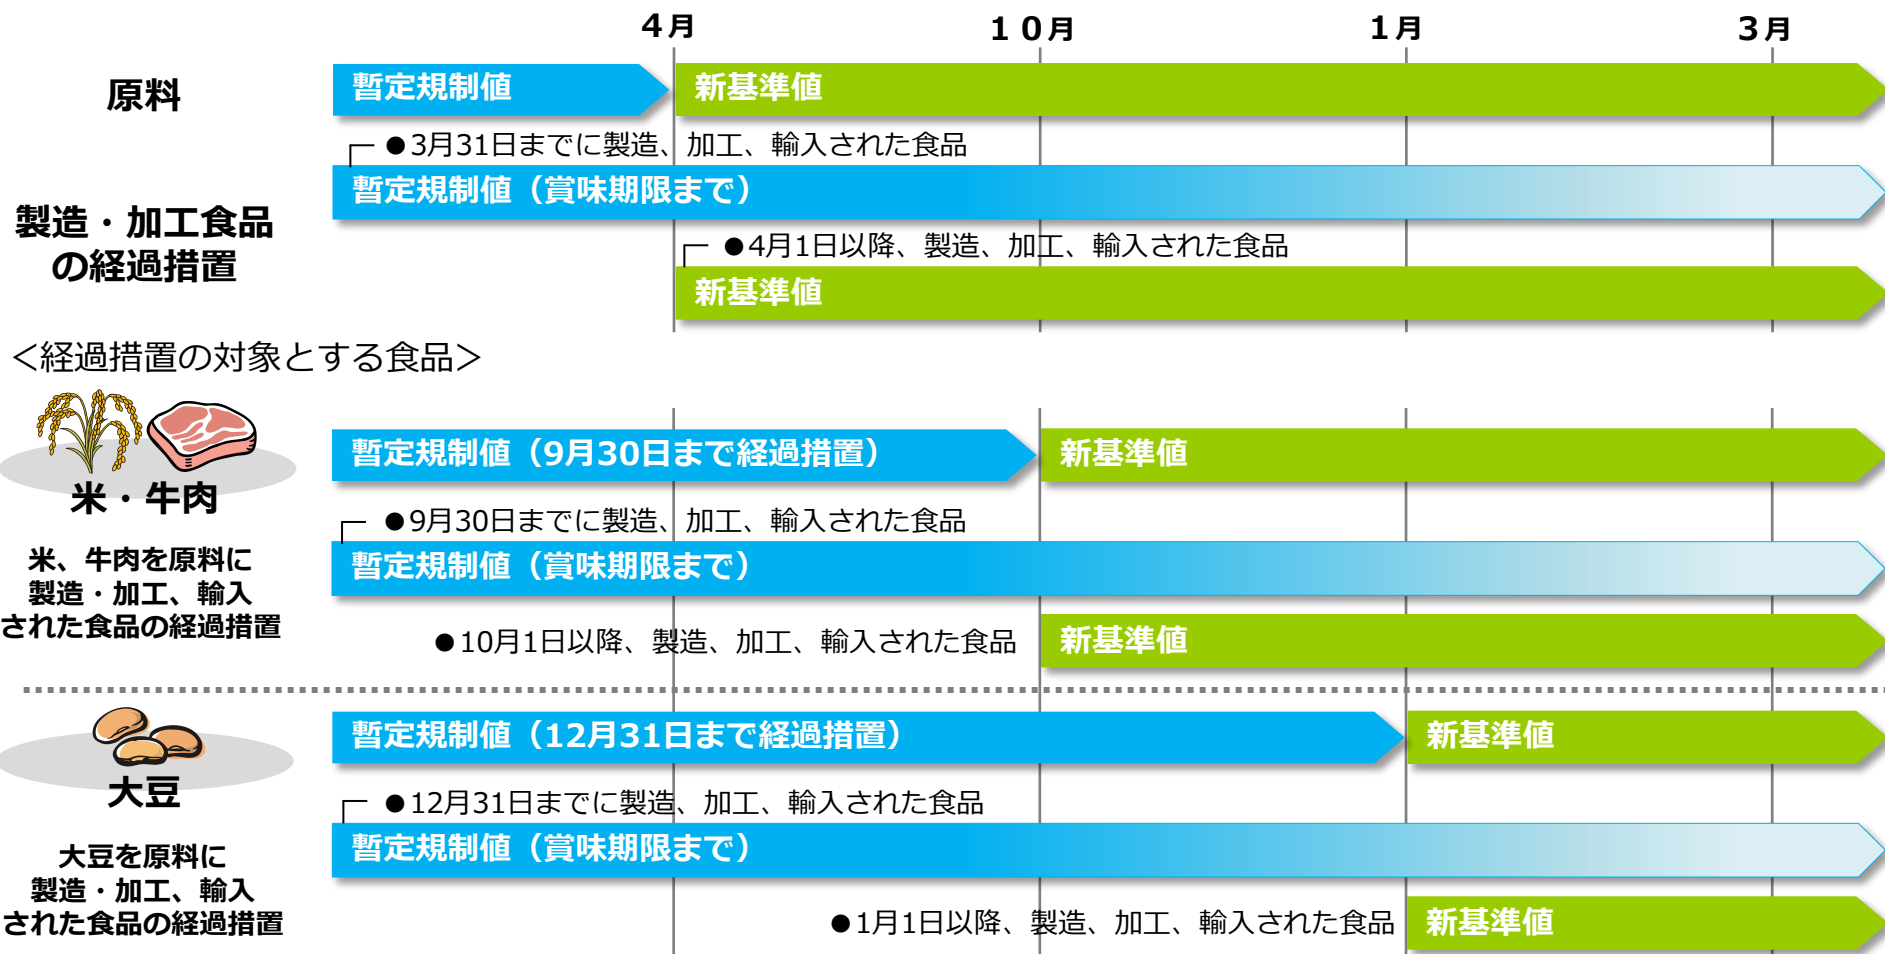 4月 10月 1月 3月
原料
暫定規制値 新基準値
●3月31日までに製造、加工、輸入された食品
製造・加工食品
の経過措置
暫定規制値（賞味期限まで）
●4月1日以降、製造、加工、輸入された食品
新基準値
＜経過措置の対象とする食品＞
米・牛肉
暫定規制値（9月30日まで経過措置） 新基準値
●9月30日までに製造、加工、輸入された食品
米、牛肉を原料に
製造・加工、輸入
された食品の経過措置
暫定規制値（賞味期限まで）
●10月1日以降、製造、加工、輸入された食品 新基準値
大豆
暫定規制値（12月31日まで経過措置） 新基準値
●12月31日までに製造、加工、輸入された食品
大豆を原料に
製造・加工、輸入
された食品の経過措置
暫定規制値（賞味期限まで）
●1月1日以降、製造、加工、輸入された食品 新基準値